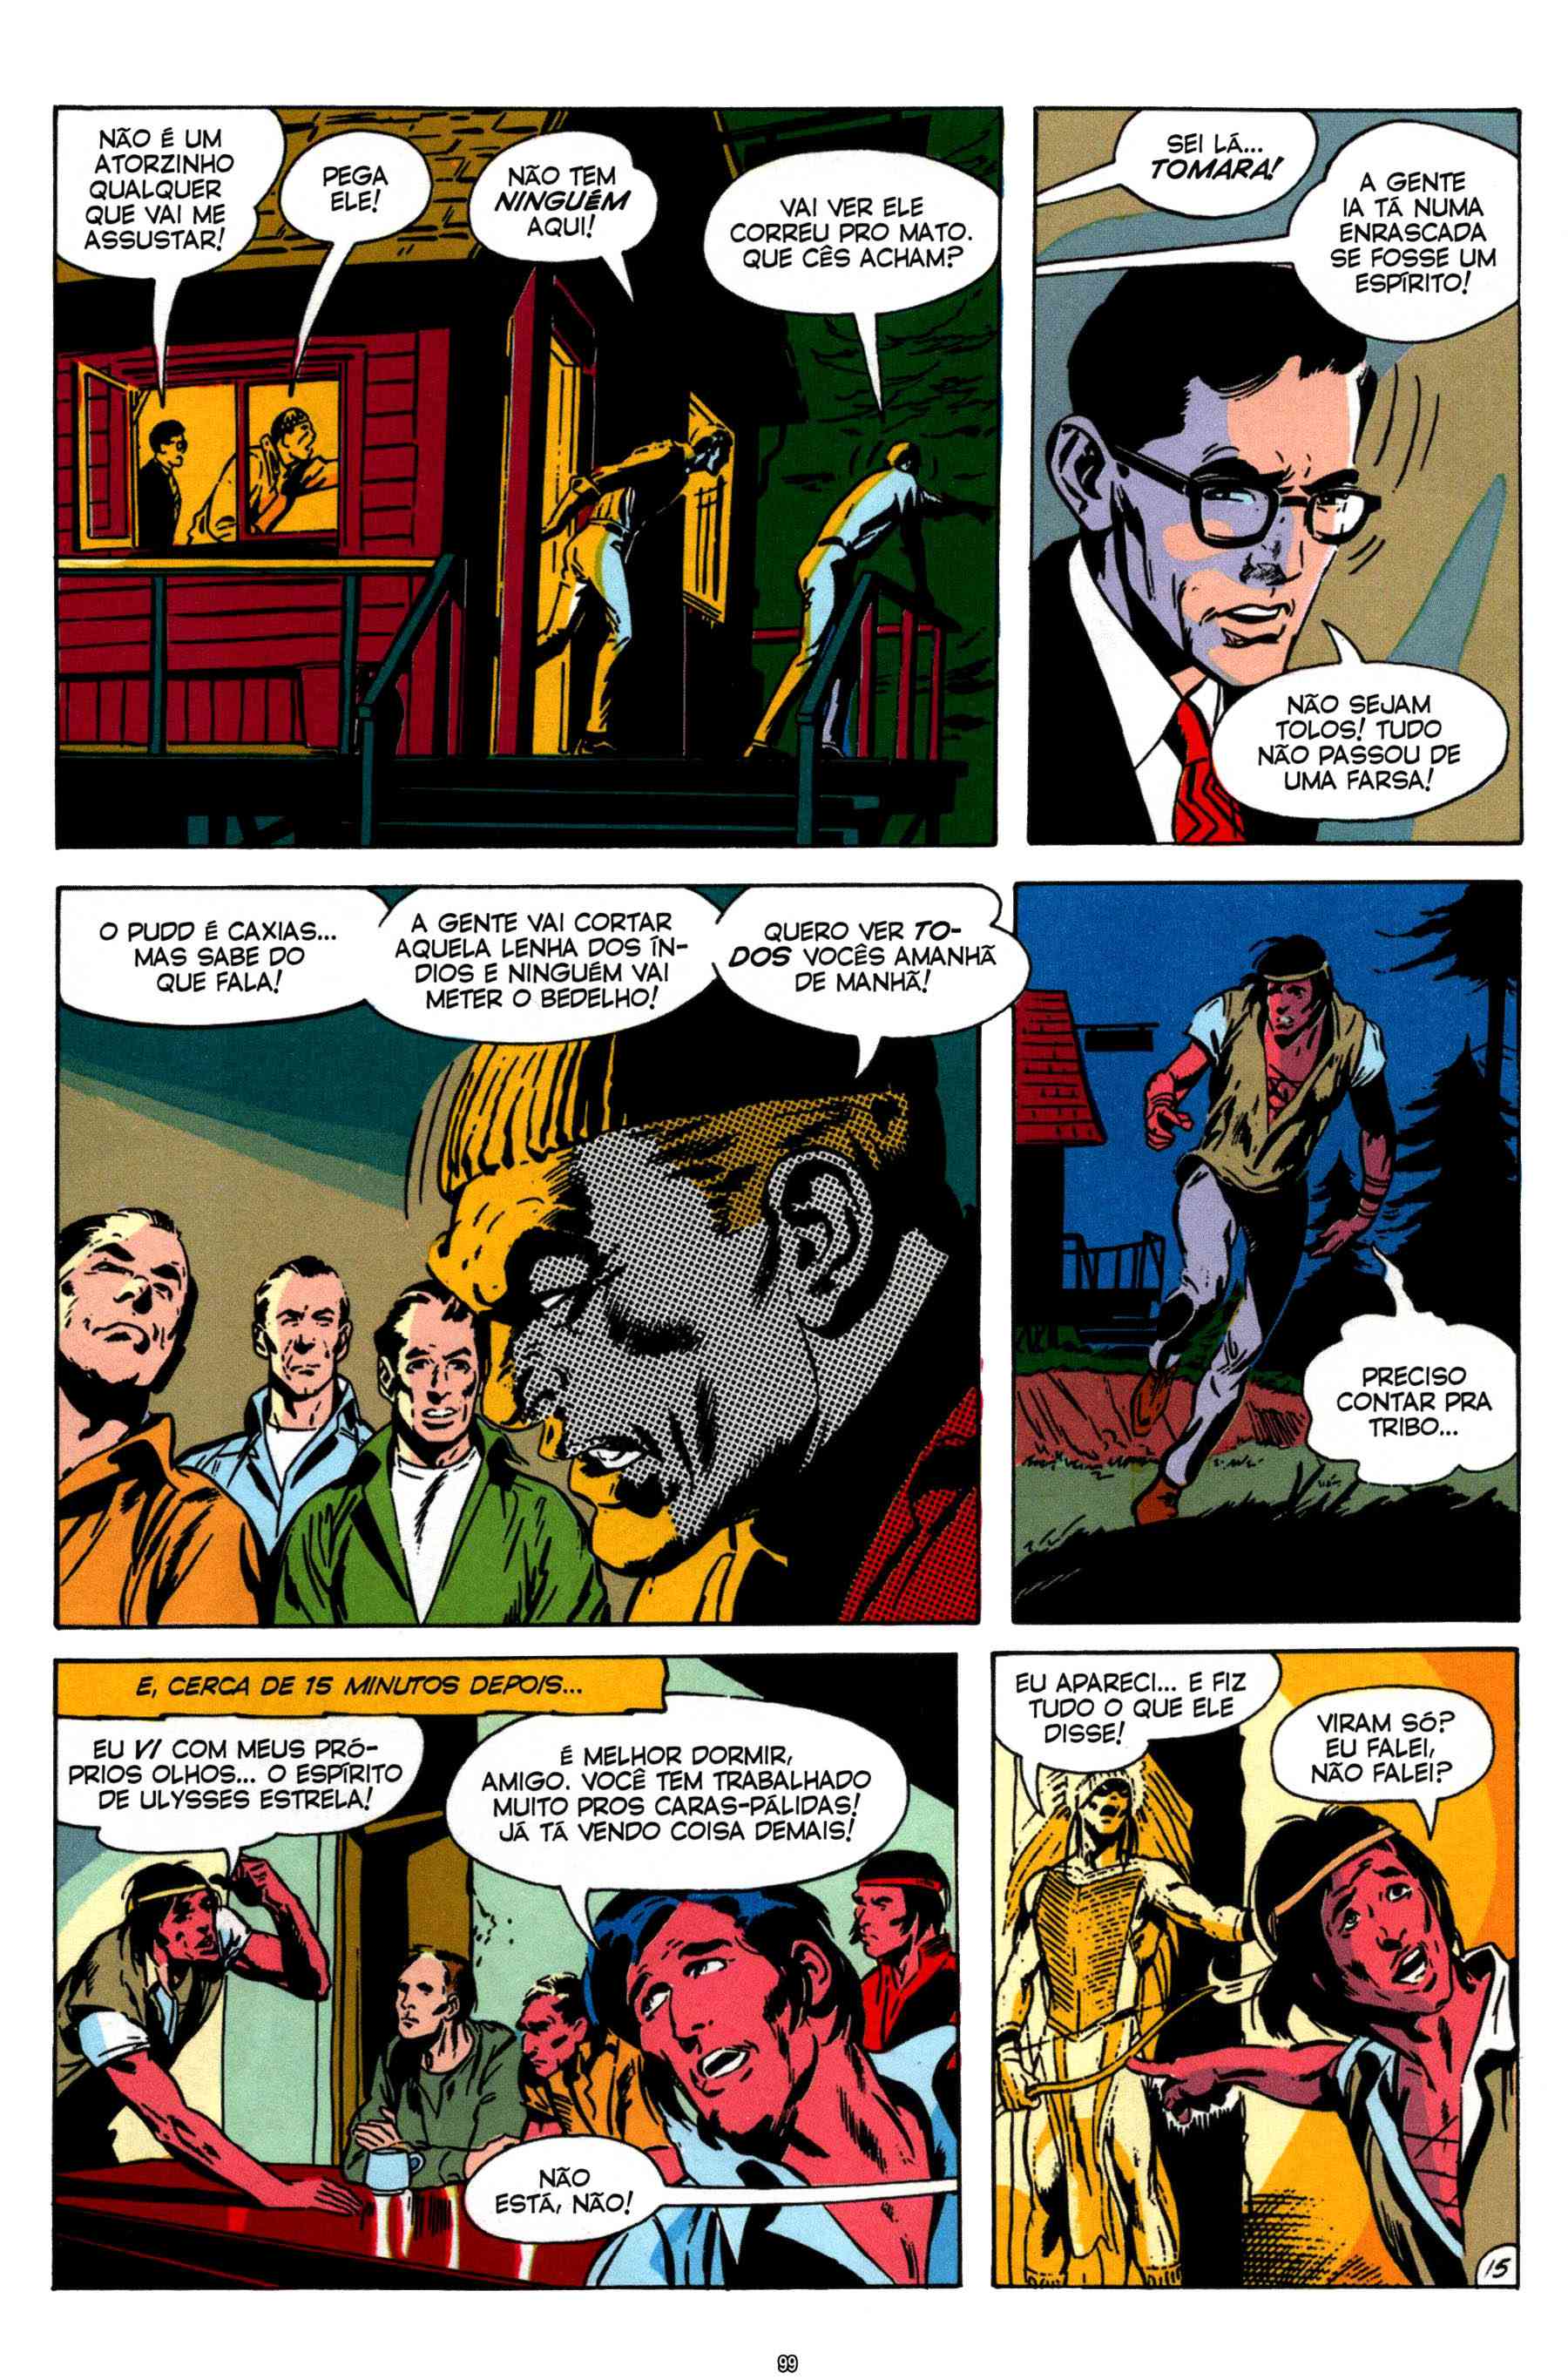 NÃO É UM
ATORZINHO
QUALQUER
QUE VAI ME
ASSUSTAR!
PEGA
ELE!
NÃO TEM
NINGUÉM
AQUI!
VAI VER ELE
CORREU PRO MATO.
QUE CÊS ACHAM?
SEI LÁ...
TOMARA!
A GENTE
IA TÁ NUMA
ENRASCADA
SE FOSSE UM
ESPÍRITO!
NÃO SEJAM
TOLOS! TUDO
NÃO PASSOU DE
UMA FARSA!
O PUDD É CAXIAS...
MAS SABE DO
QUE FALA!
A GENTE VAI CORTAR
AQUELA LENHA DOS ÍN-
DIOS E NINGUÉM VAI
METER O BEDELHO!
QUERO VER TO-
DOS VOCÊS AMANHÃ
DE MANHÃ!
PRECISO
CONTAR PRA
TRIBO...
E, CERCA DE 15 MINUTOS DEPOIS...
EU VI COM MEUS PRÓ-
PRIOS OLHOS... O ESPÍRITO
DE ULYSSES ESTRELA!
É MELHOR DORMIR,
AMIGO. VOCÊ TEM TRABALHADO
MUITO PROS CARAS-PÁLIDAS!
JÁ TÁ VENDO COISA DEMAIS!
NÃO
ESTÁ, NÃO!
EU APARECI... E FIZ
TUDO O QUE ELE
DISSE!
VIRAM SÓ?
EU FALEI,
NÃO FALEI?
15
99